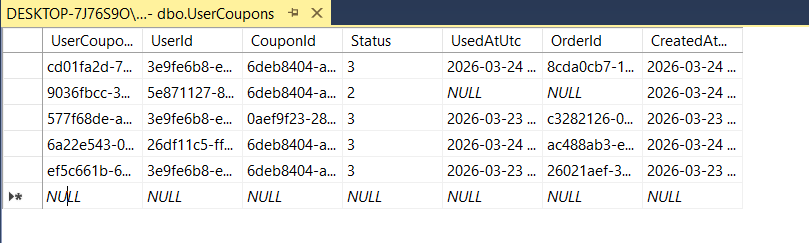 DESKTOP-7J76S9O\...- dbo.UserCoupons
UserCoupo... UserId CouponId Status UsedAtUtc OrderId CreatedAt...
cd01fa2d-7... 3e9fe6b8-e... 6deb8404-a... 3 2026-03-24 ... 8cda0cb7-1... 2026-03-24 ...
9036fbcc-3... 5e871127-8... 6deb8404-a... 2 NULL NULL 2026-03-24 ...
577f68de-a... 3e9fe6b8-e... 0aef9f23-28... 3 2026-03-23 ... c3282126-0... 2026-03-23 ...
6a22e543-0... 26df11c5-ff... 6deb8404-a... 3 2026-03-24 ... ac488ab3-e... 2026-03-24 ...
ef5c661b-6... 3e9fe6b8-e... 6deb8404-a... 3 2026-03-23 ... 26021aef-3... 2026-03-23 ...
NULL NULL NULL NULL NULL NULL NULL